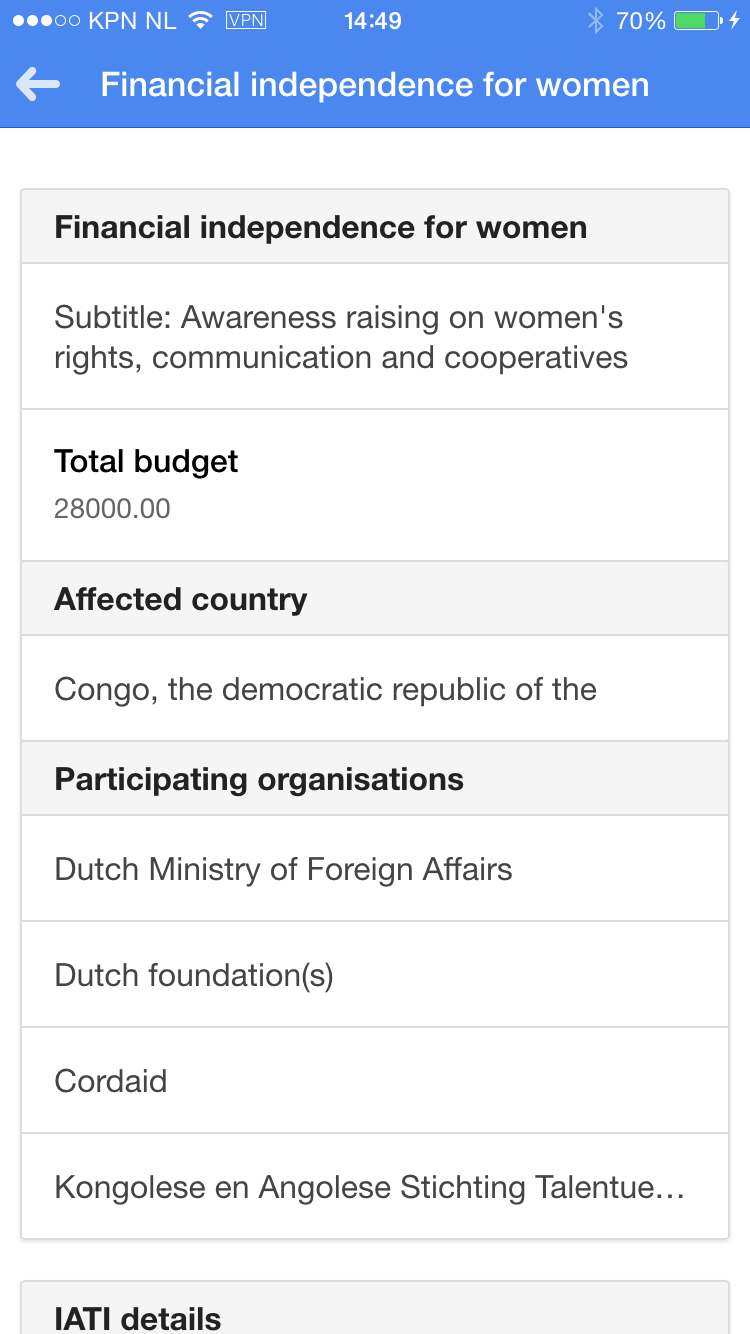 KPN NL VPN 14:49 70%
Financial independence for women
Financial independence for women
Subtitle: Awareness raising on women's
rights, communication and cooperatives
Total budget
28000.00
Affected country
Congo, the democratic republic of the
Participating organisations
Dutch Ministry of Foreign Affairs
Dutch foundation(s)
Cordaid
Kongolese en Angolese Stichting Talentue...
IATI details